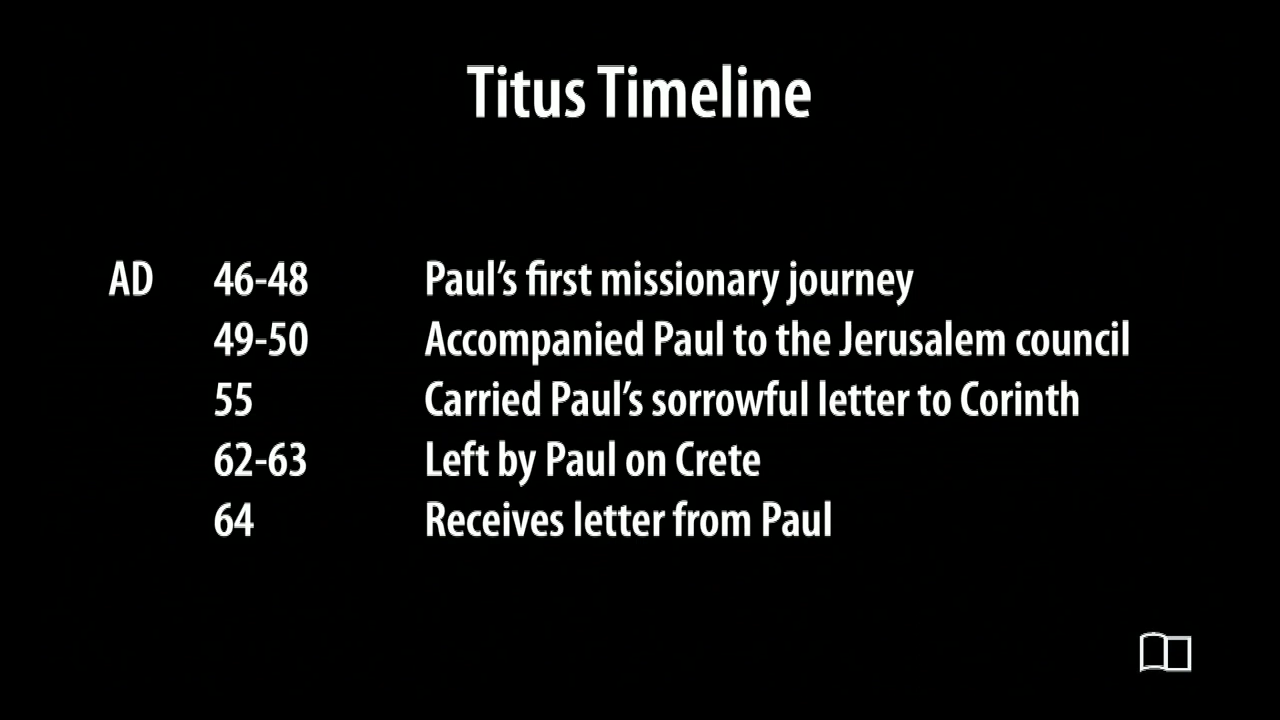 Titus Timeline
AD 46-48 Paul's first missionary journey
49-50 Accompanied Paul to the Jerusalem council
55 Carried Paul's sorrowful letter to Corinth
62-63 Left by Paul on Crete
64 Receives letter from Paul